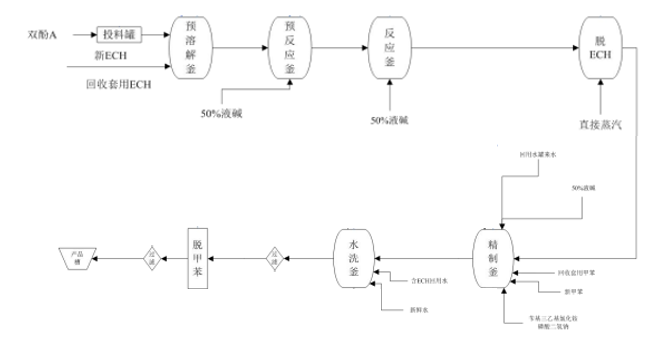 双酚A
投料罐
新ECH
回收套用ECH
预溶解釜
预反应釜
50%液碱
反应釜
50%液碱
脱ECH
直接蒸汽
回用水罐来水
50%液碱
精制釜
回收套用甲苯
新甲苯
苄基三乙基氯化铵
磷酸二氢钠
水洗釜
含ECH回用水
新鲜水
过滤
脱甲苯
过滤
产品槽